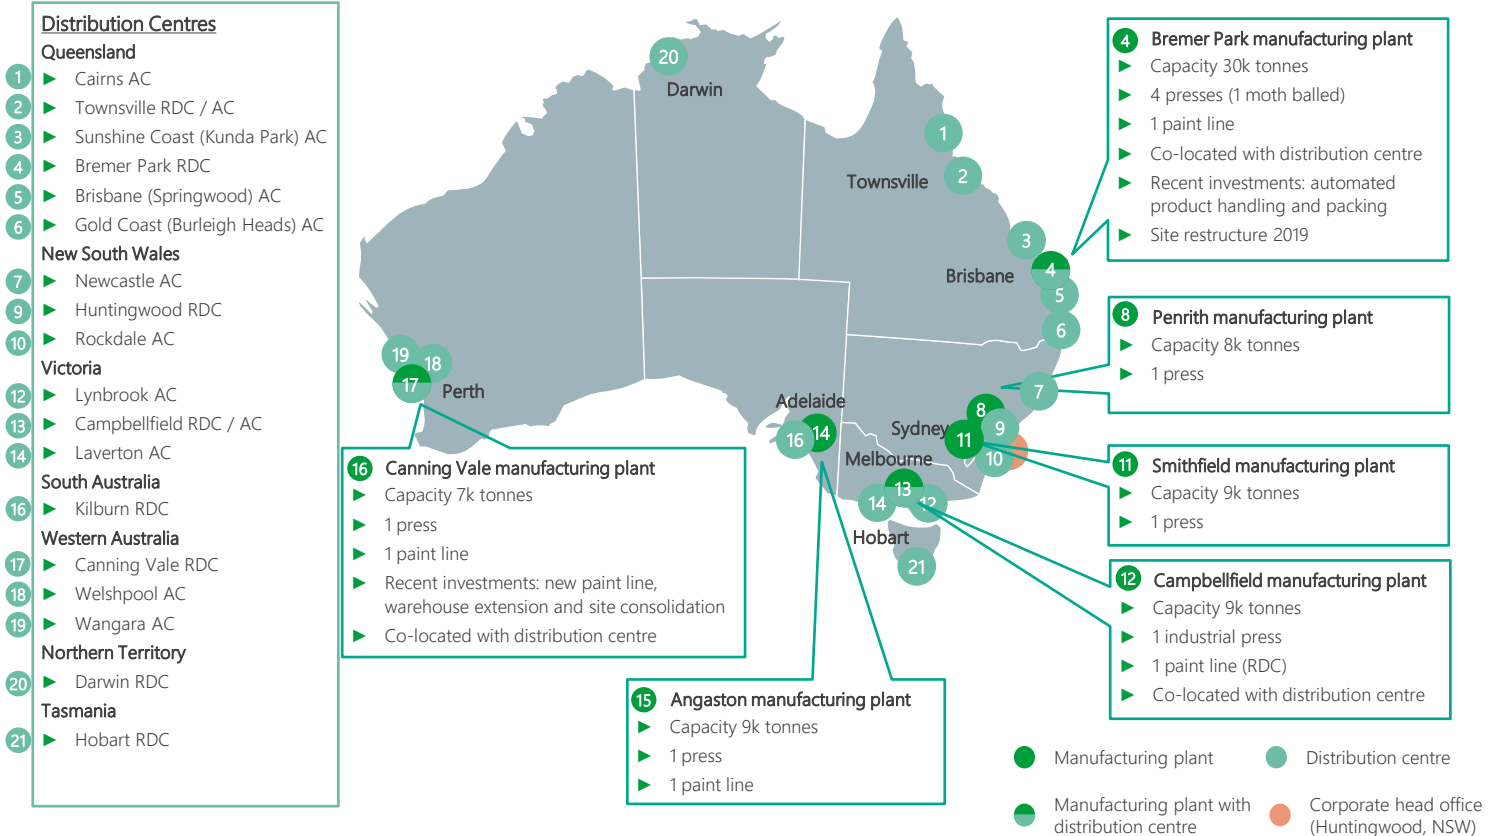 Distribution Centres
Queensland
1 ► Cairns AC
2 ► Townsville RDC / AC
3 ► Sunshine Coast (Kunda Park) AC
4 ► Bremer Park RDC
5 ► Brisbane (Springwood) AC
6 ► Gold Coast (Burleigh Heads) AC
New South Wales
7 ► Newcastle AC
9 ► Huntingwood RDC
10 ► Rockdale AC
Victoria
12 ► Lynbrook AC
13 ► Campbellfield RDC / AC
14 ► Laverton AC
South Australia
16 ► Kilburn RDC
Western Australia
17 ► Canning Vale RDC
18 ► Welshpool AC
19 ► Wangara AC
Northern Territory
20 ► Darwin RDC
Tasmania
21 ► Hobart RDC
20
Darwin
1
Townsville
2
3
Brisbane
4
5
6
19
18
17
Perth
7
Adelaide
16
14
8
Sydney
9
11
10
Melbourne
13
14
12
Hobart
21
4 Bremer Park manufacturing plant
► Capacity 30k tonnes
► 4 presses (1 moth balled)
► 1 paint line
► Co-located with distribution centre
► Recent investments: automated
product handling and packing
► Site restructure 2019
8 Penrith manufacturing plant
► Capacity 8k tonnes
► 1 press
11 Smithfield manufacturing plant
► Capacity 9k tonnes
► 1 press
12 Campbellfield manufacturing plant
► Capacity 9k tonnes
► 1 industrial press
► 1 paint line (RDC)
► Co-located with distribution centre
16 Canning Vale manufacturing plant
► Capacity 7k tonnes
► 1 press
► 1 paint line
► Recent investments: new paint line,
warehouse extension and site consolidation
► Co-located with distribution centre
15 Angaston manufacturing plant
► Capacity 9k tonnes
► 1 press
► 1 paint line
Manufacturing plant
Distribution centre
Manufacturing plant with
distribution centre
Corporate head office
(Huntingwood, NSW)